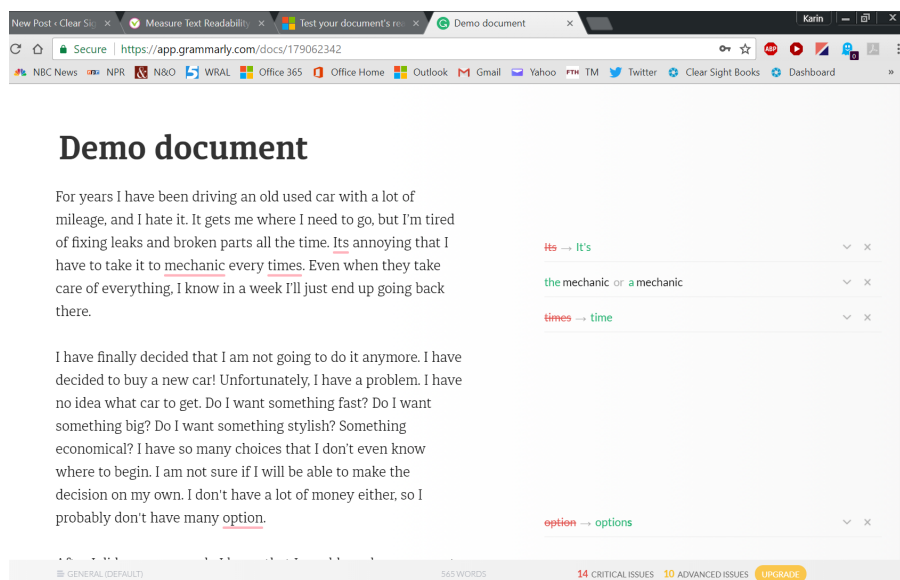 New Post ‹ Clear Sig
Measure Text Readability
Test your document's rea
Demo document
Karin
Secure
https://app.grammarly.com/docs/179062342
ABP
0
NBC News
npr NPR
N&O
WRAL
Office 365
Office Home
Outlook
Gmail
Yahoo
FTH TM
Twitter
Clear Sight Books
Dashboard
»
Demo document
For years I have been driving an old used car with a lot of
mileage, and I hate it. It gets me where I need to go, but I'm tired
of fixing leaks and broken parts all the time. Its annoying that I
have to take it to mechanic every times. Even when they take
care of everything, I know in a week I'll just end up going back
there.
Its → It's
the mechanic or a mechanic
times → time
I have finally decided that I am not going to do it anymore. I have
decided to buy a new car! Unfortunately, I have a problem. I have
no idea what car to get. Do I want something fast? Do I want
something big? Do I want something stylish? Something
economical? I have so many choices that I don't even know
where to begin. I am not sure if I will be able to make the
decision on my own. I don't have a lot of money either, so I
probably don't have many option.
option → options
GENERAL (DEFAULT)
565 WORDS
14 CRITICAL ISSUES
10 ADVANCED ISSUES
UPGRADE